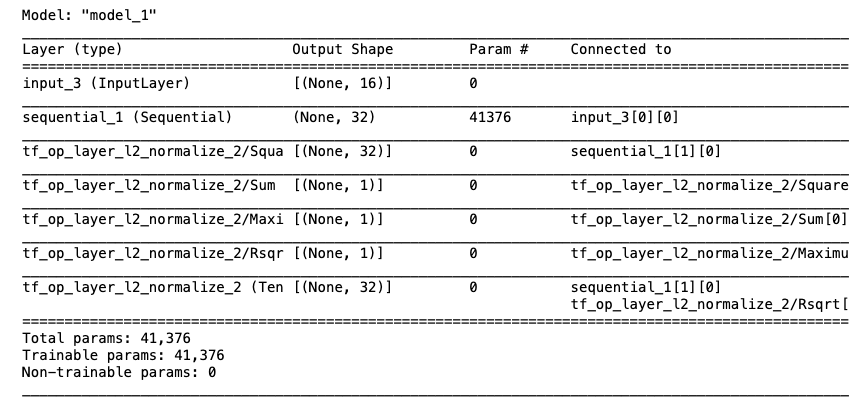 Model: "model_1"
Layer (type) Output Shape Param # Connected to
input_3 (InputLayer) [(None, 16)] 0
sequential_1 (Sequential) (None, 32) 41376 input_3[0][0]
tf_op_layer_l2_normalize_2/Squa [(None, 32)] 0 sequential_1[1][0]
tf_op_layer_l2_normalize_2/Sum [(None, 1)] 0 tf_op_layer_l2_normalize_2/Square
tf_op_layer_l2_normalize_2/Maxi [(None, 1)] 0 tf_op_layer_l2_normalize_2/Sum[0]
tf_op_layer_l2_normalize_2/Rsqr [(None, 1)] 0 tf_op_layer_l2_normalize_2/Maximu
tf_op_layer_l2_normalize_2 (Ten [(None, 32)] 0 sequential_1[1][0]
tf_op_layer_l2_normalize_2/Rsqrt[
Total params: 41,376
Trainable params: 41,376
Non-trainable params: 0